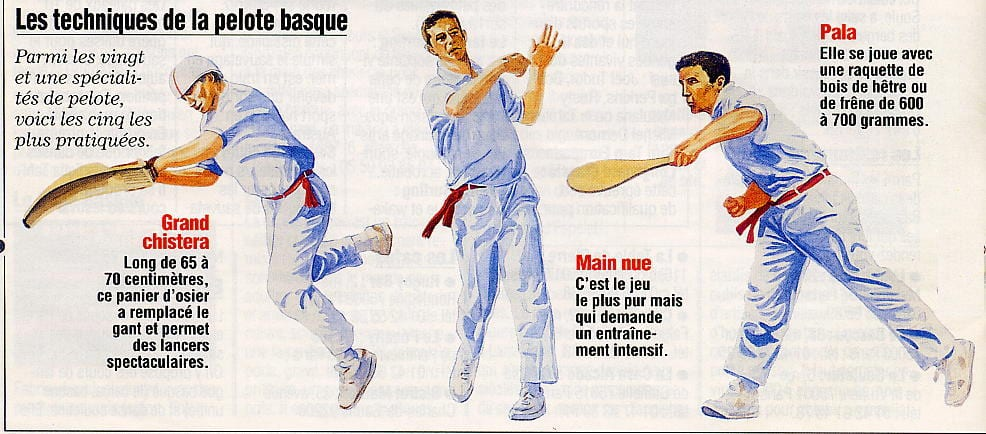 Les techniques de la pelote basque
Parmi les vingt
et une spéciali-
tés de pelote,
voici les cinq les
plus pratiquées.
Grand
chistera
Long de 65 à
70 centimètres,
ce panier d'osier
a remplacé le
gant et permet
des lancers
spectaculaires.
Main nue
C'est le jeu
le plus pur mais
qui demande
un entraîne-
ment intensif.
Pala
Elle se joue avec
une raquette de
bois de hêtre ou
de frêne de 600
à 700 grammes.